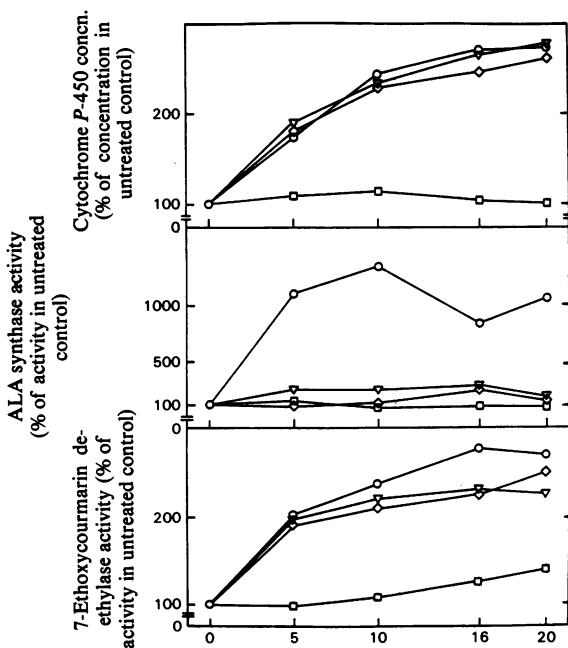 Cytochrome P-450 concn.
(% of concentration in
untreated control)
200
100
0
ALA synthase activity
(% of activity in untreated
control)
1000
500
100
0
7-Ethoxycourmarin de-
ethylase activity (% of
activity in untreated control)
200
100
0
0 5 10 16 20